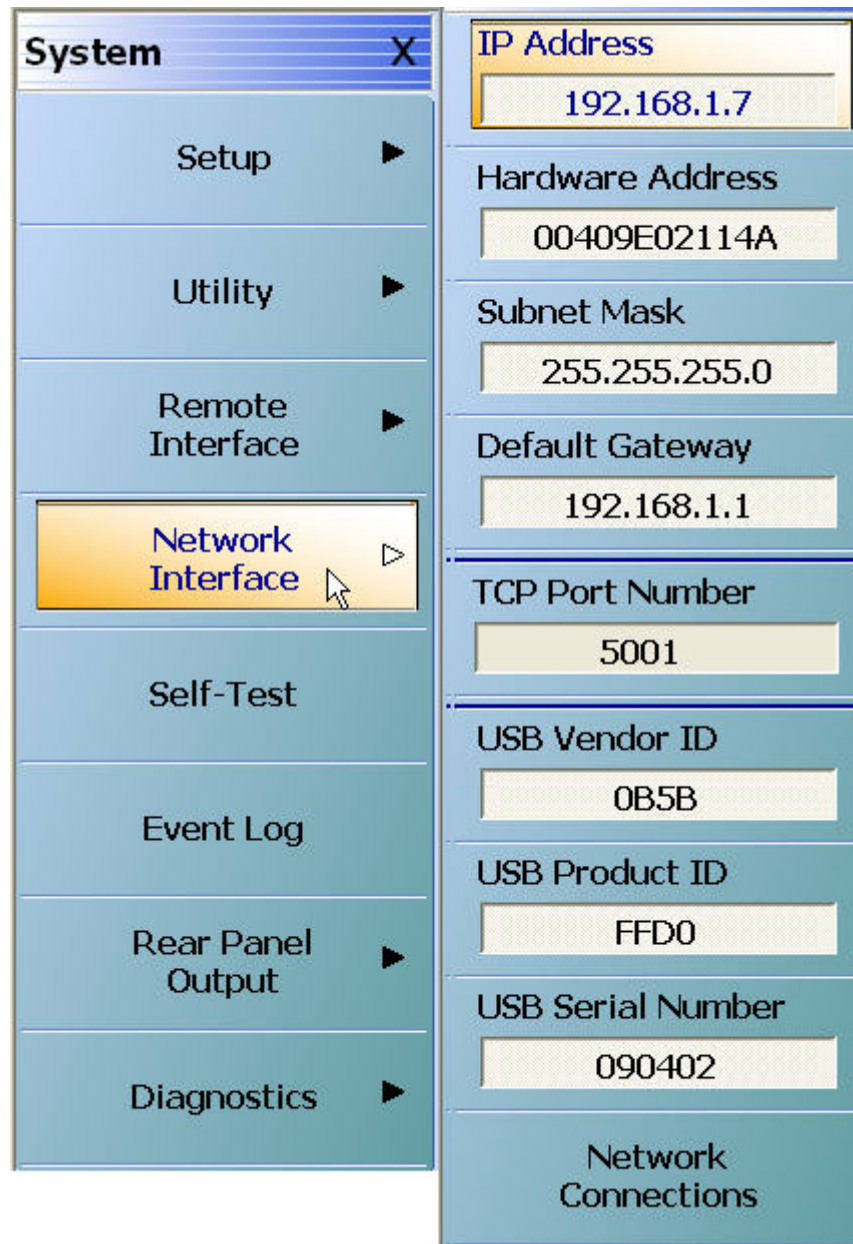 System X
Setup
Utility
Remote
Interface
Network
Interface
Self-Test
Event Log
Rear Panel
Output
Diagnostics
IP Address
192.168.1.7
Hardware Address
00409E02114A
Subnet Mask
255.255.255.0
Default Gateway
192.168.1.1
TCP Port Number
5001
USB Vendor ID
0B5B
USB Product ID
FFD0
USB Serial Number
090402
Network
Connections